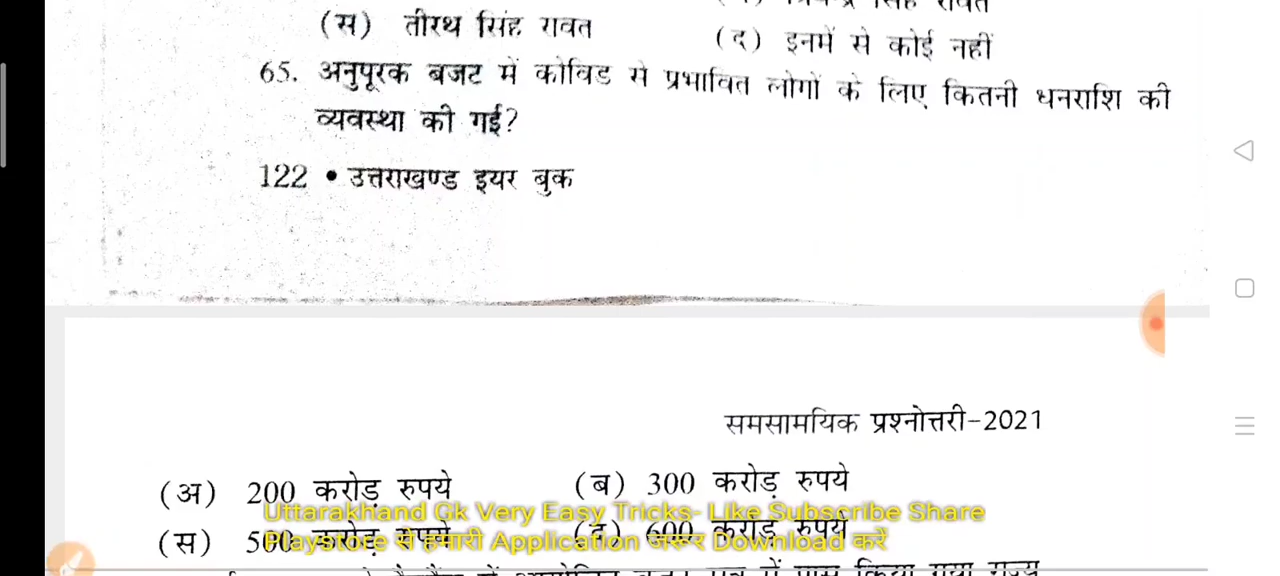 (स) तीरथ सिंह रावत
(द) इनमें से कोई नहीं
65. अनुपूरक बजट में कोविड से प्रभावित लोगों के लिए कितनी धनराशि की
व्यवस्था की गई?
122 • उत्तराखण्ड इयर बुक
समसामयिक प्रश्नोत्तरी-2021
(अ) 200 करोड़ रुपये (ब) 300 करोड़ रुपये
Uttarakhand Gk Very Easy Tricks- Like Subscribe Share
(स) 500 करोड़ रुपये (द) 600 करोड़ रुपये
Playstore से हमारी Application जरूर Download करें